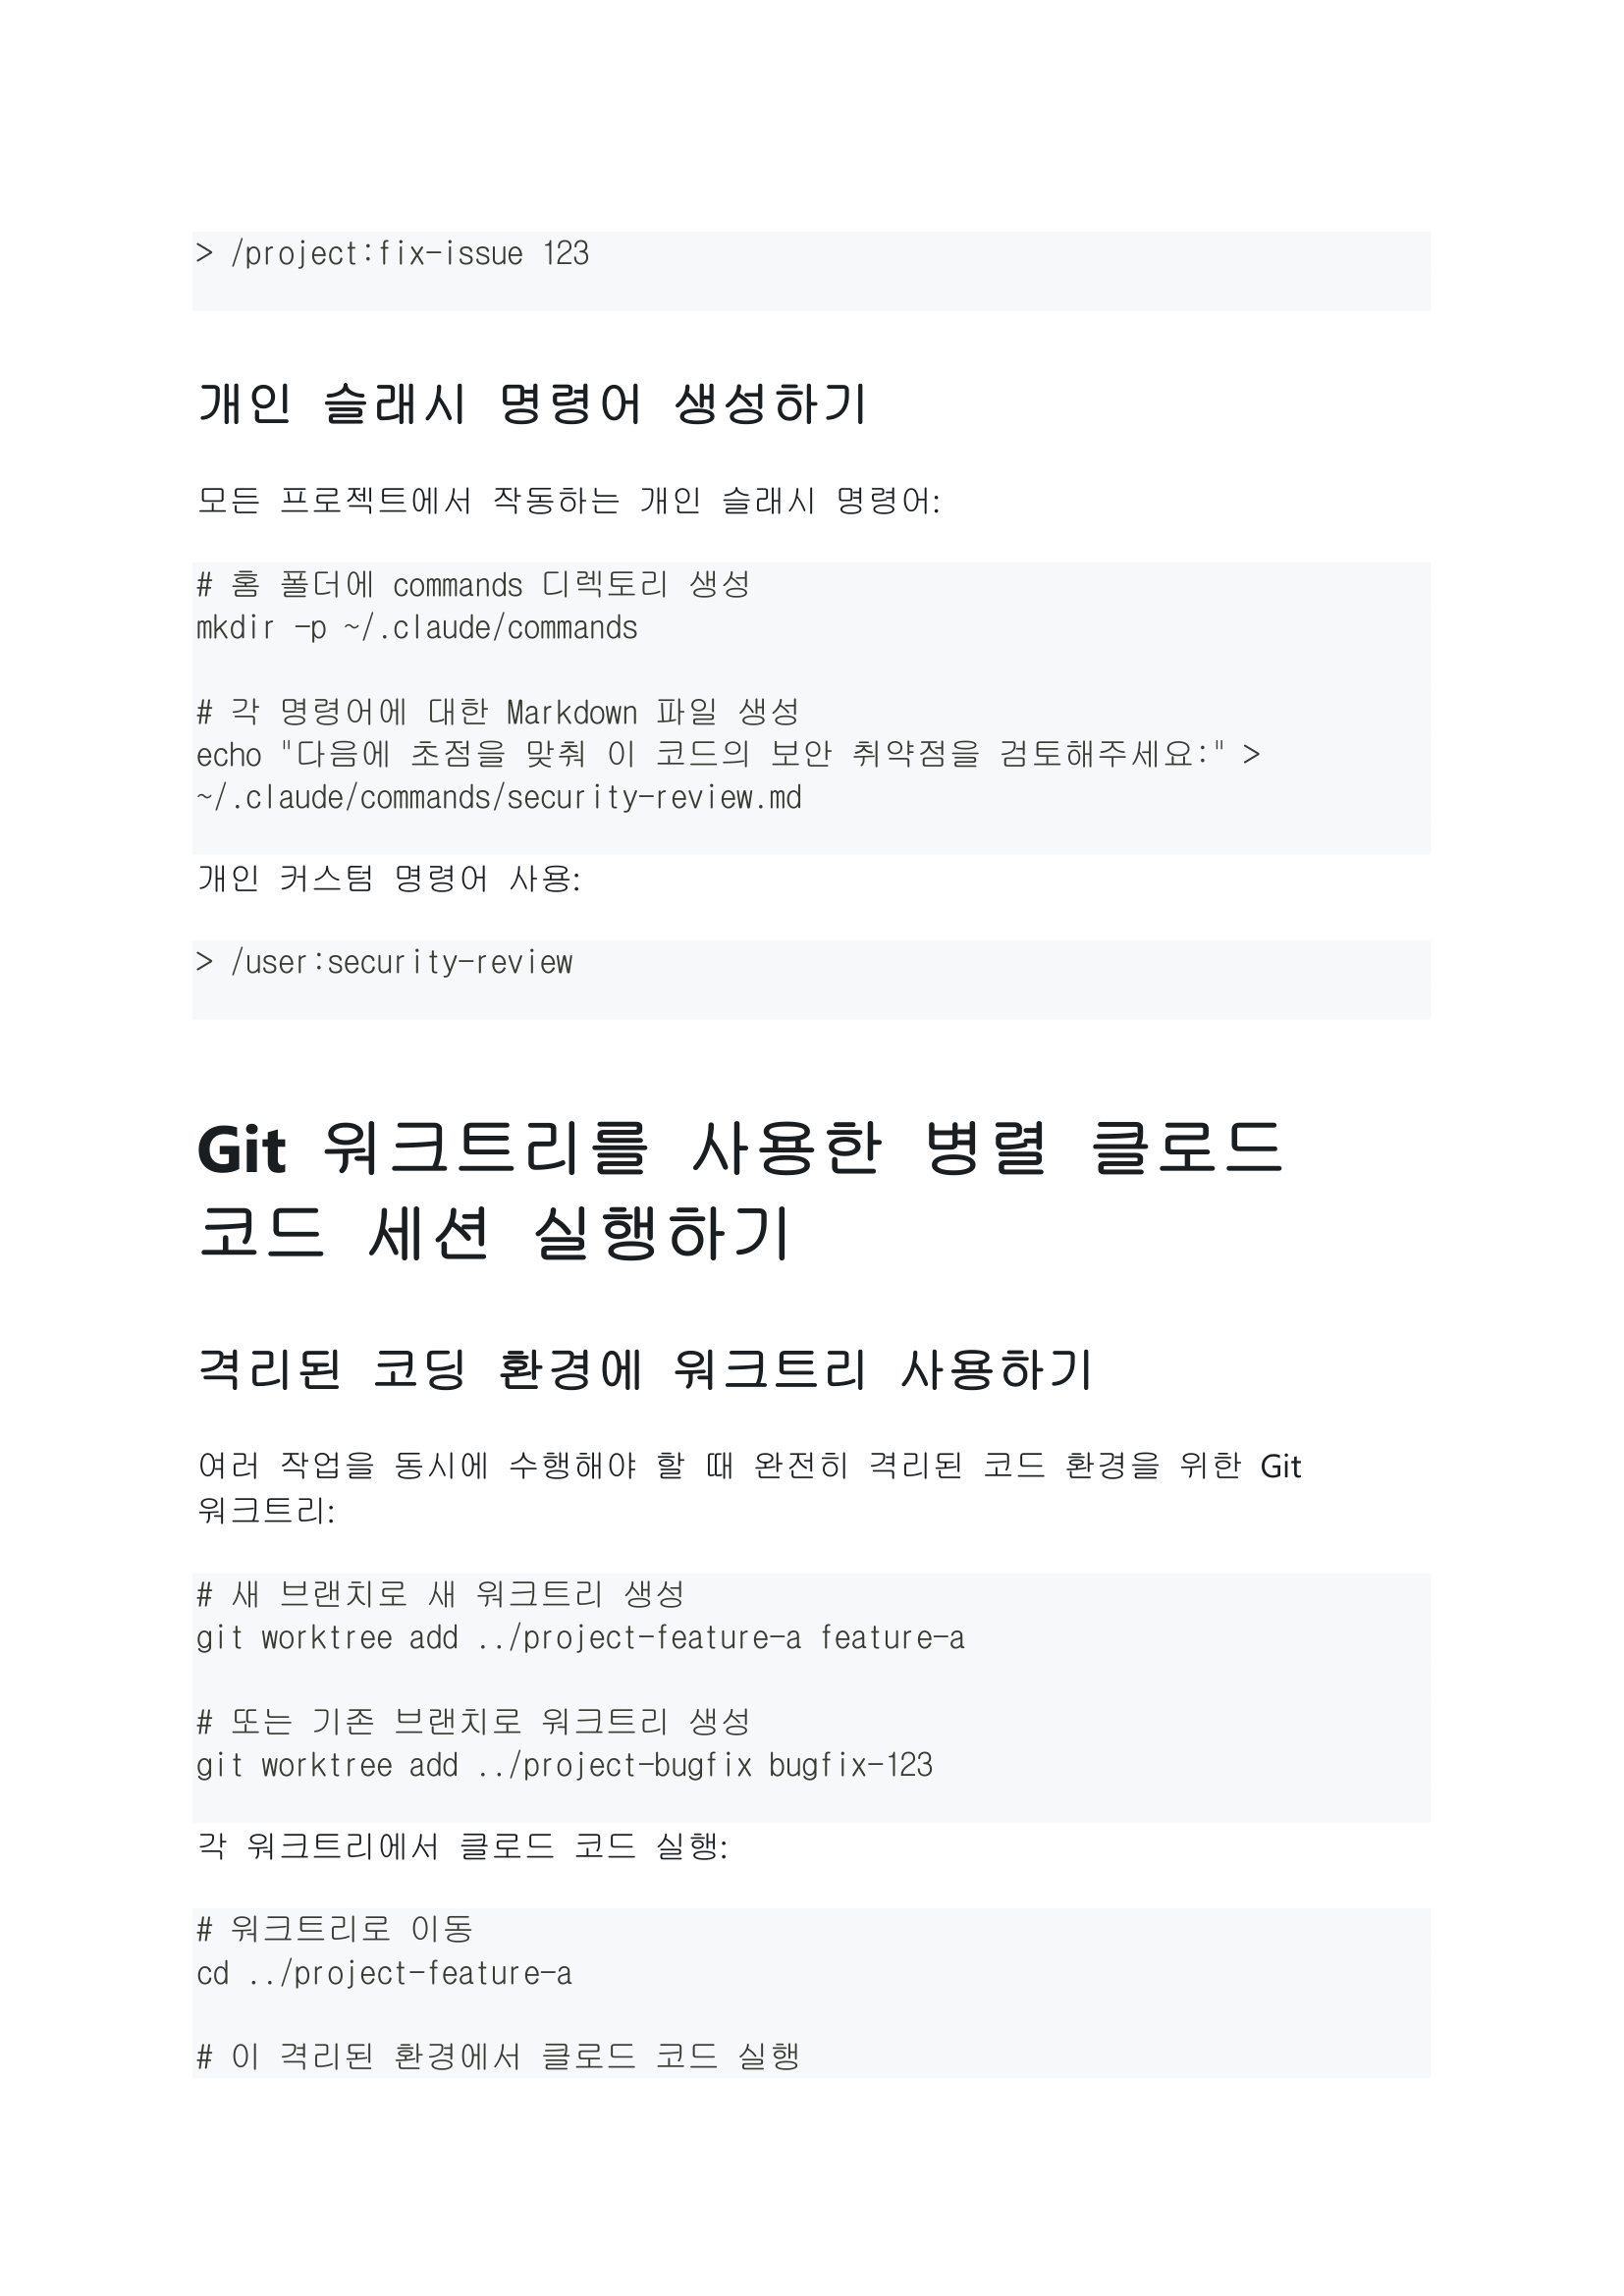 > /project:fix-issue 123
개인 슬래시 명령어 생성하기
모든 프로젝트에서 작동하는 개인 슬래시 명령어:
# 홈 폴더에 commands 디렉토리 생성
mkdir -p ~/.claude/commands
# 각 명령어에 대한 Markdown 파일 생성
echo "다음에 초점을 맞춰 이 코드의 보안 취약점을 검토해주세요:" >
~/.claude/commands/security-review.md
개인 커스텀 명령어 사용:
> /user:security-review
Git 워크트리를 사용한 병렬 클로드
코드 세션 실행하기
격리된 코딩 환경에 워크트리 사용하기
여러 작업을 동시에 수행해야 할 때 완전히 격리된 코드 환경을 위한 Git
워크트리:
# 새 브랜치로 새 워크트리 생성
git worktree add ../project-feature-a feature-a
# 또는 기존 브랜치로 워크트리 생성
git worktree add ../project-bugfix bugfix-123
각 워크트리에서 클로드 코드 실행:
# 워크트리로 이동
cd ../project-feature-a
# 이 격리된 환경에서 클로드 코드 실행